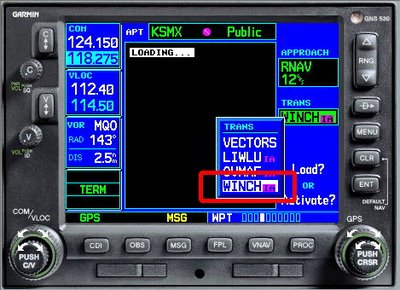 GARMIN
GNS 530
COM
124.150
118.275
VLOC
112.40
114.50
VOR MQO
RAD 143°
DIS 2.5
TERM
GPS
MSG
WPT
APT KSMX Public
LOADING...
APPROACH
RNAV
12
TRANS
WINCH IA
TRANS
VECTORS
LIWLU IA
WINCH IA
Load?
OR
Activate?
C
C
V
V
RNG
D
MENU
CLR
ENT
DEFAULT
NAV
COM
/VLOC
PUSH
C/V
CDI
OBS
MSG
FPL
VNAV
PROC
GPS
PUSH
CRSR